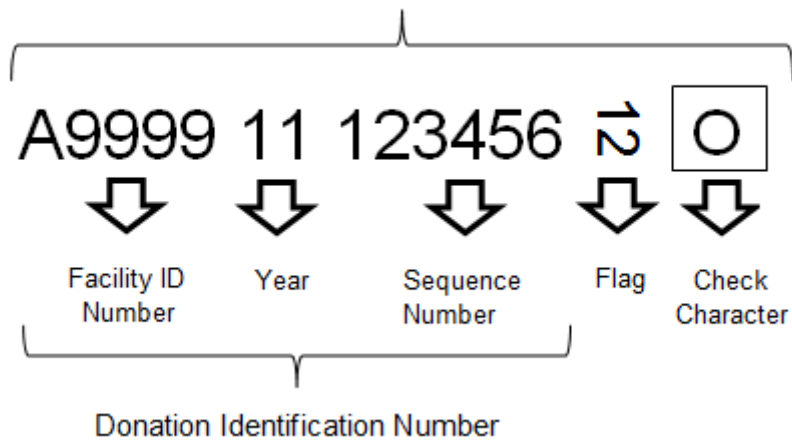 A9999 11 123456 12 O
Facility ID Number
Year
Sequence Number
Flag
Check Character
Donation Identification Number